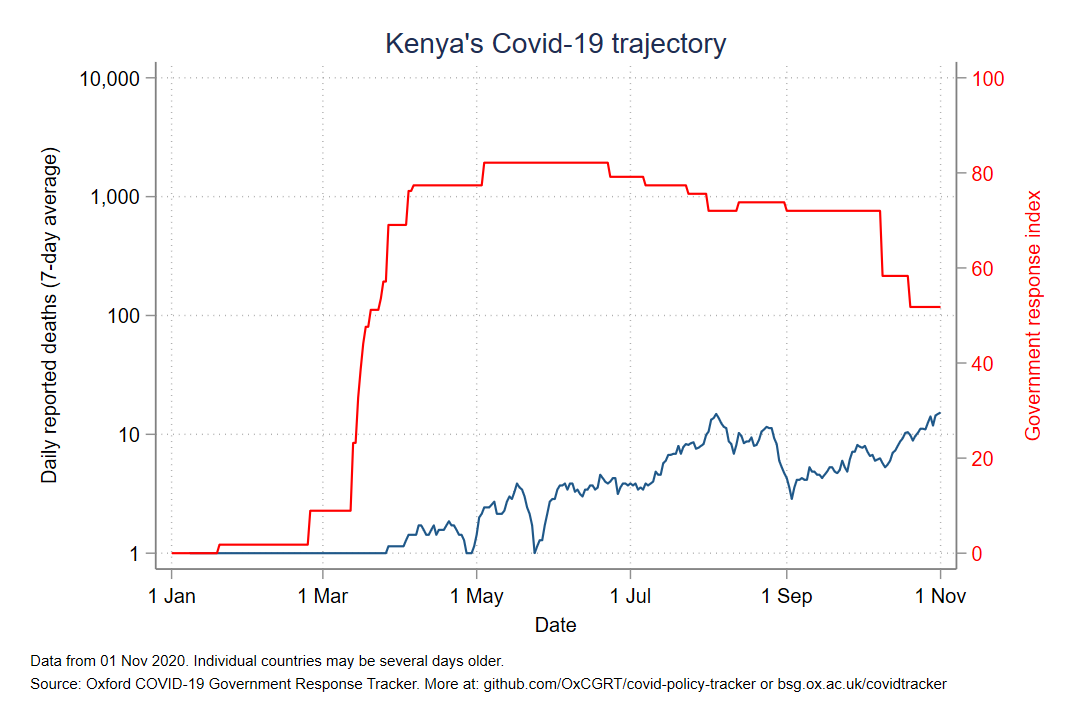 Kenya's Covid-19 trajectory
Daily reported deaths (7-day average)
10,000
1,000
100
10
1
100
80
60
40
20
0
Government response index
1 Jan
1 Mar
1 May
1 Jul
1 Sep
1 Nov
Date
Data from 01 Nov 2020. Individual countries may be several days older.
Source: Oxford COVID-19 Government Response Tracker. More at: github.com/OxCGRT/covid-policy-tracker or bsg.ox.ac.uk/covidtracker